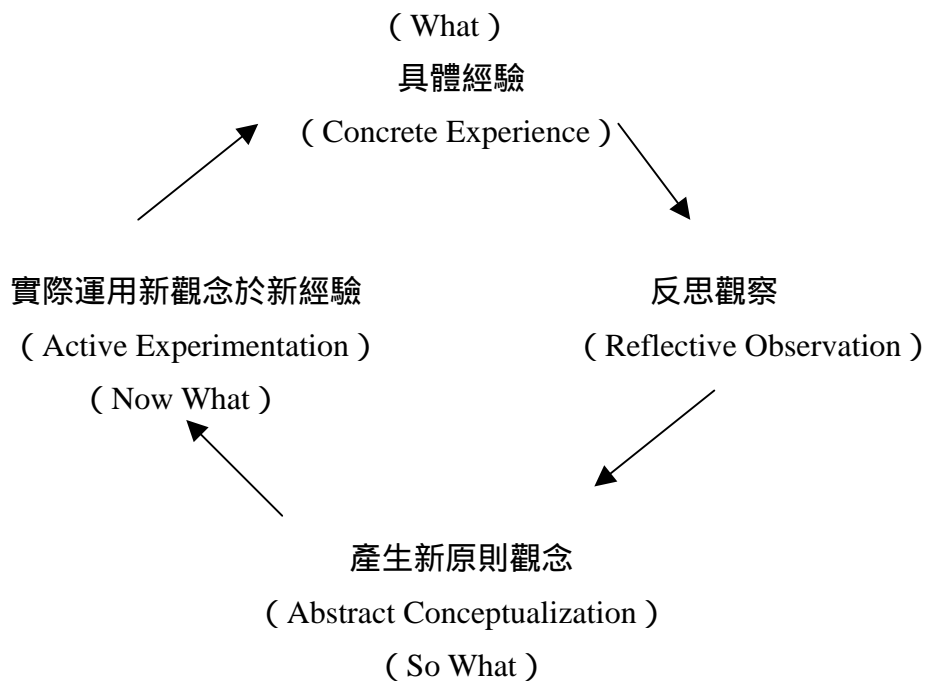 （What）
具體經驗
（Concrete Experience）
實際運用新觀念於新經驗
（Active Experimentation）
（Now What）
反思觀察
（Reflective Observation）
產生新原則觀念
（Abstract Conceptualization）
（So What）